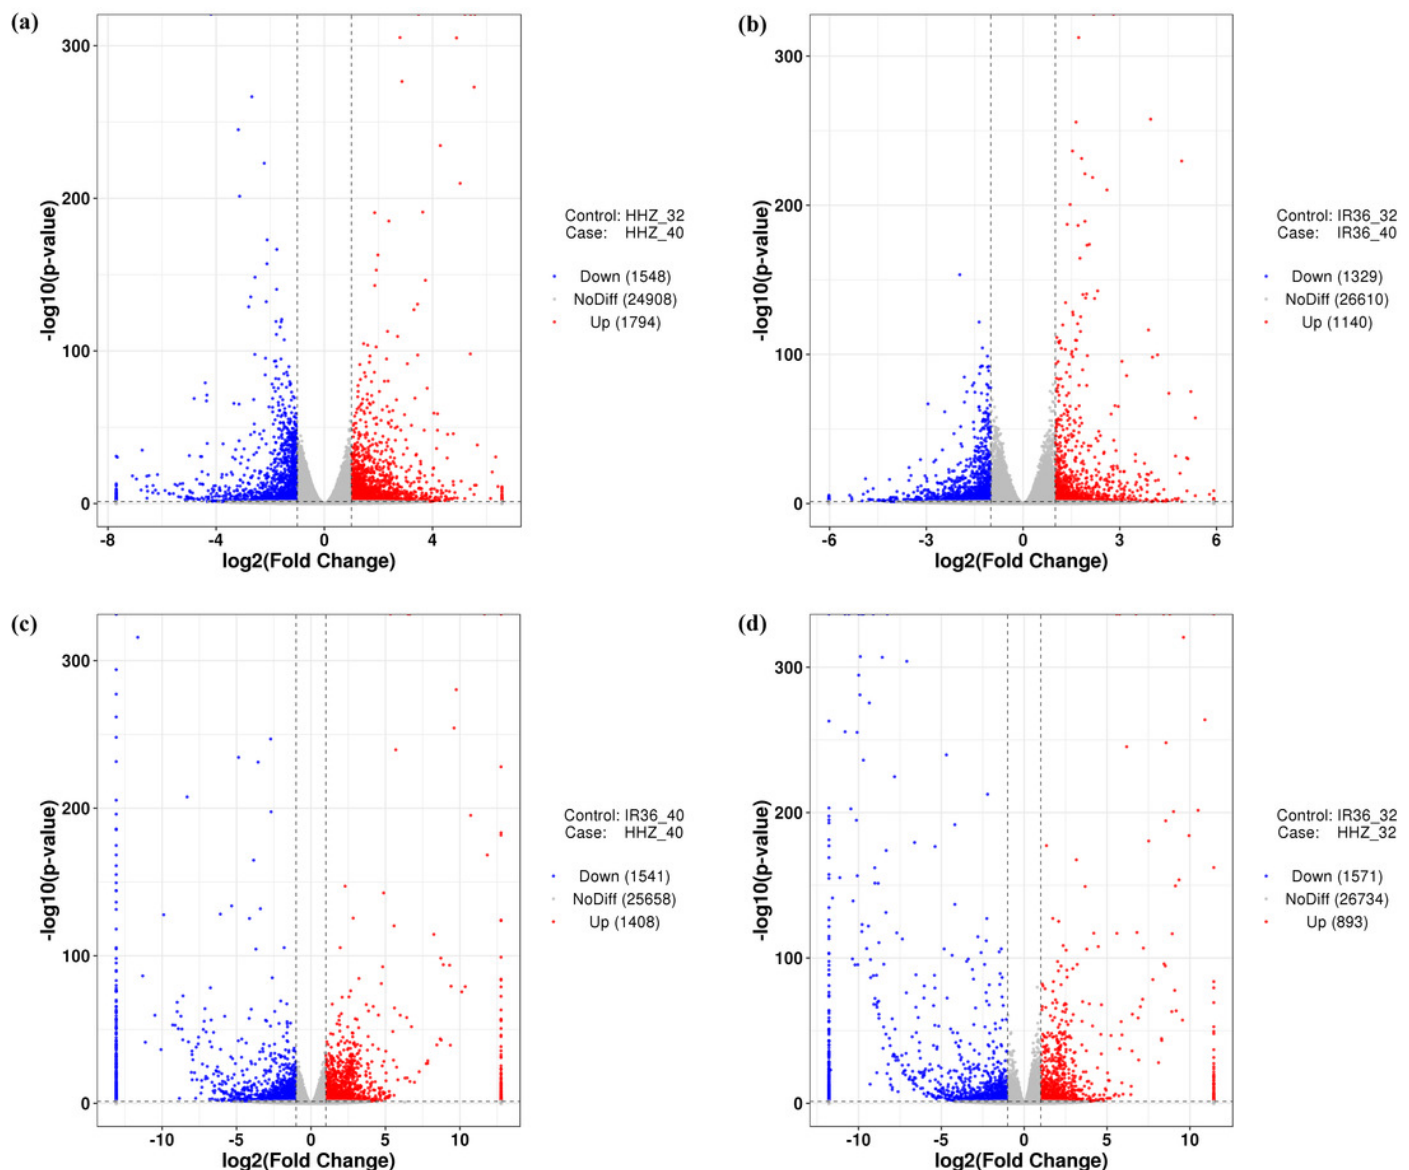 (a)
300
200
100
0
-log10(p-value)
-8 -4 0 4
log2(Fold Change)
Control: HHZ_32
Case: HHZ_40
Down (1548)
NoDiff (24908)
Up (1794)
(b)
300
200
100
0
-log10(p-value)
-6 -3 0 3 6
log2(Fold Change)
Control: IR36_32
Case: IR36_40
Down (1329)
NoDiff (26610)
Up (1140)
(c)
300
200
100
0
-log10(p-value)
-10 -5 0 5 10
log2(Fold Change)
Control: IR36_40
Case: HHZ_40
Down (1541)
NoDiff (25658)
Up (1408)
(d)
300
200
100
0
-log10(p-value)
-10 -5 0 5 10
log2(Fold Change)
Control: IR36_32
Case: HHZ_32
Down (1571)
NoDiff (26734)
Up (893)